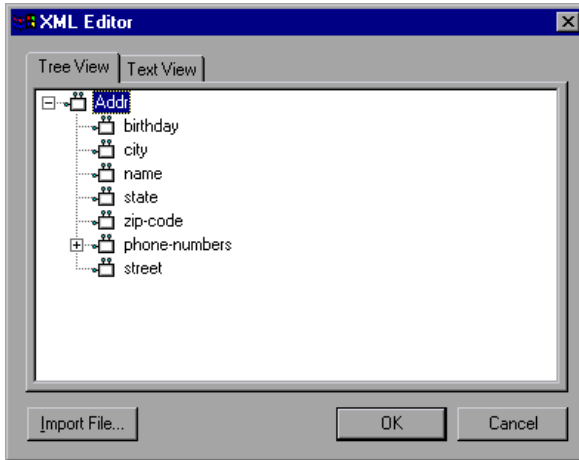 XML Editor
Tree View Text View
Addr
birthday
city
name
state
zip-code
phone-numbers
street
Import File... OK Cancel